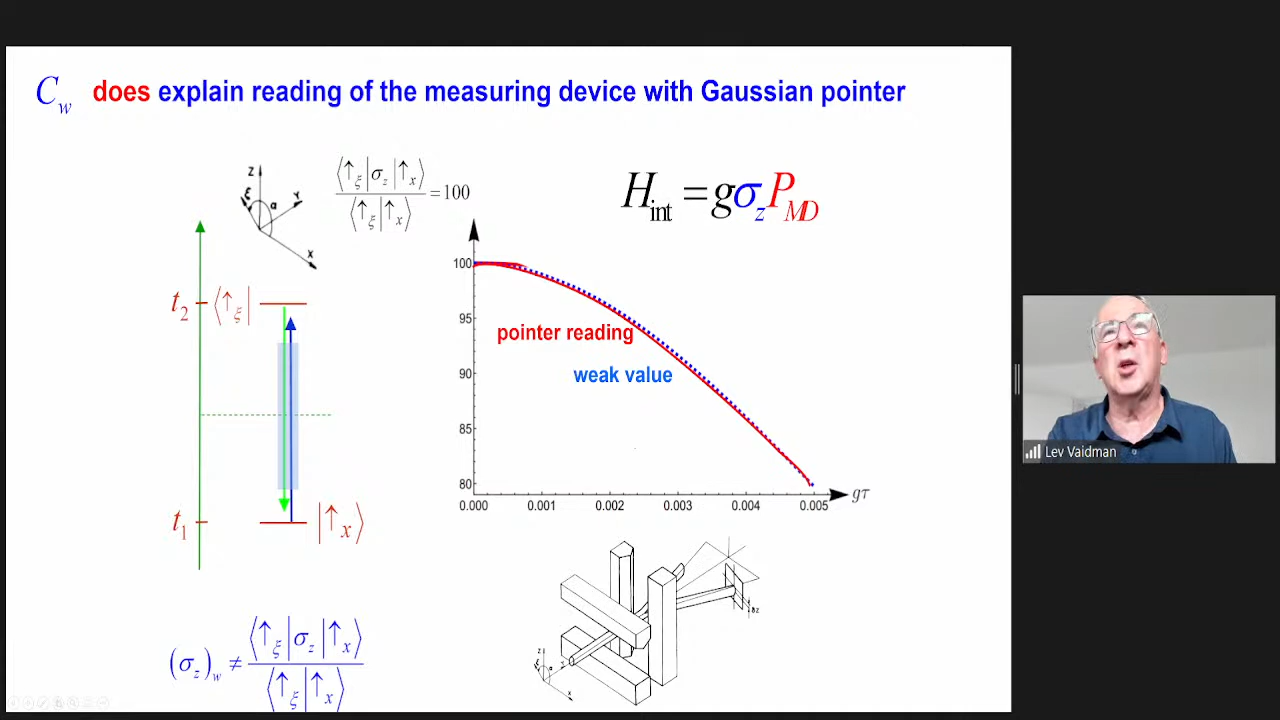 C_w does explain reading of the measuring device with Gaussian pointer
⟨↑_ξ|σ_z|↑_x⟩ / ⟨↑_ξ|↑_x⟩ = 100
H_int = gσ_z P_MD
z
ξ
Y
α
x
t_2 ⟨↑_ξ|
t_1 |↑_x⟩
100
95
90
85
80
pointer reading
weak value
0.000 0.001 0.002 0.003 0.004 0.005 gτ
(σ_z)_w ≠ ⟨↑_ξ|σ_z|↑_x⟩ / ⟨↑_ξ|↑_x⟩
δz
z
ξ
α
Y
x
Lev Vaidman